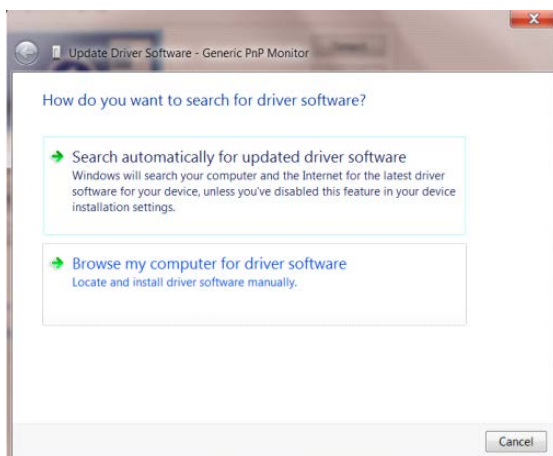 Update Driver Software - Generic PnP Monitor
How do you want to search for driver software?
Search automatically for updated driver software
Windows will search your computer and the Internet for the latest driver
software for your device, unless you've disabled this feature in your device
installation settings.
Browse my computer for driver software
Locate and install driver software manually.
Cancel